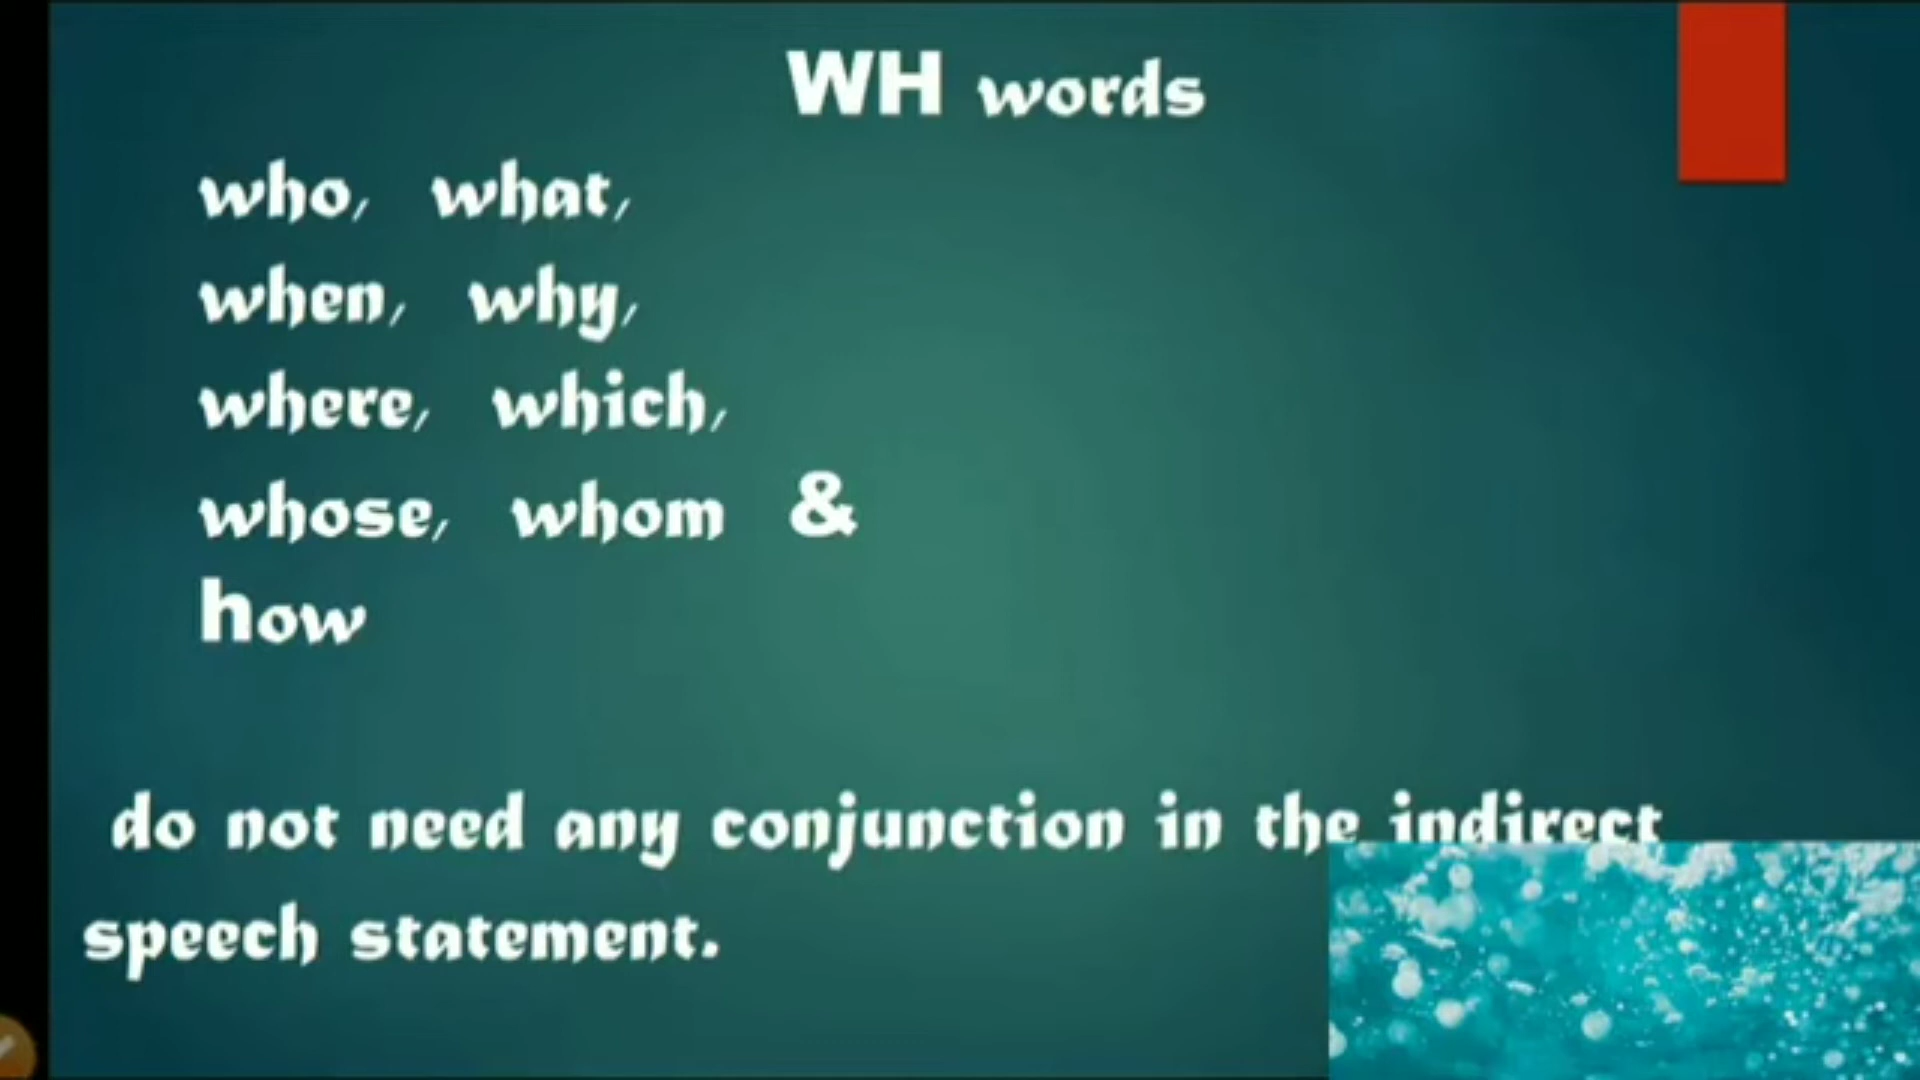 WH words
who, what,
when, why,
where, which,
whose, whom &
how
do not need any conjunction in the indirect
speech statement.